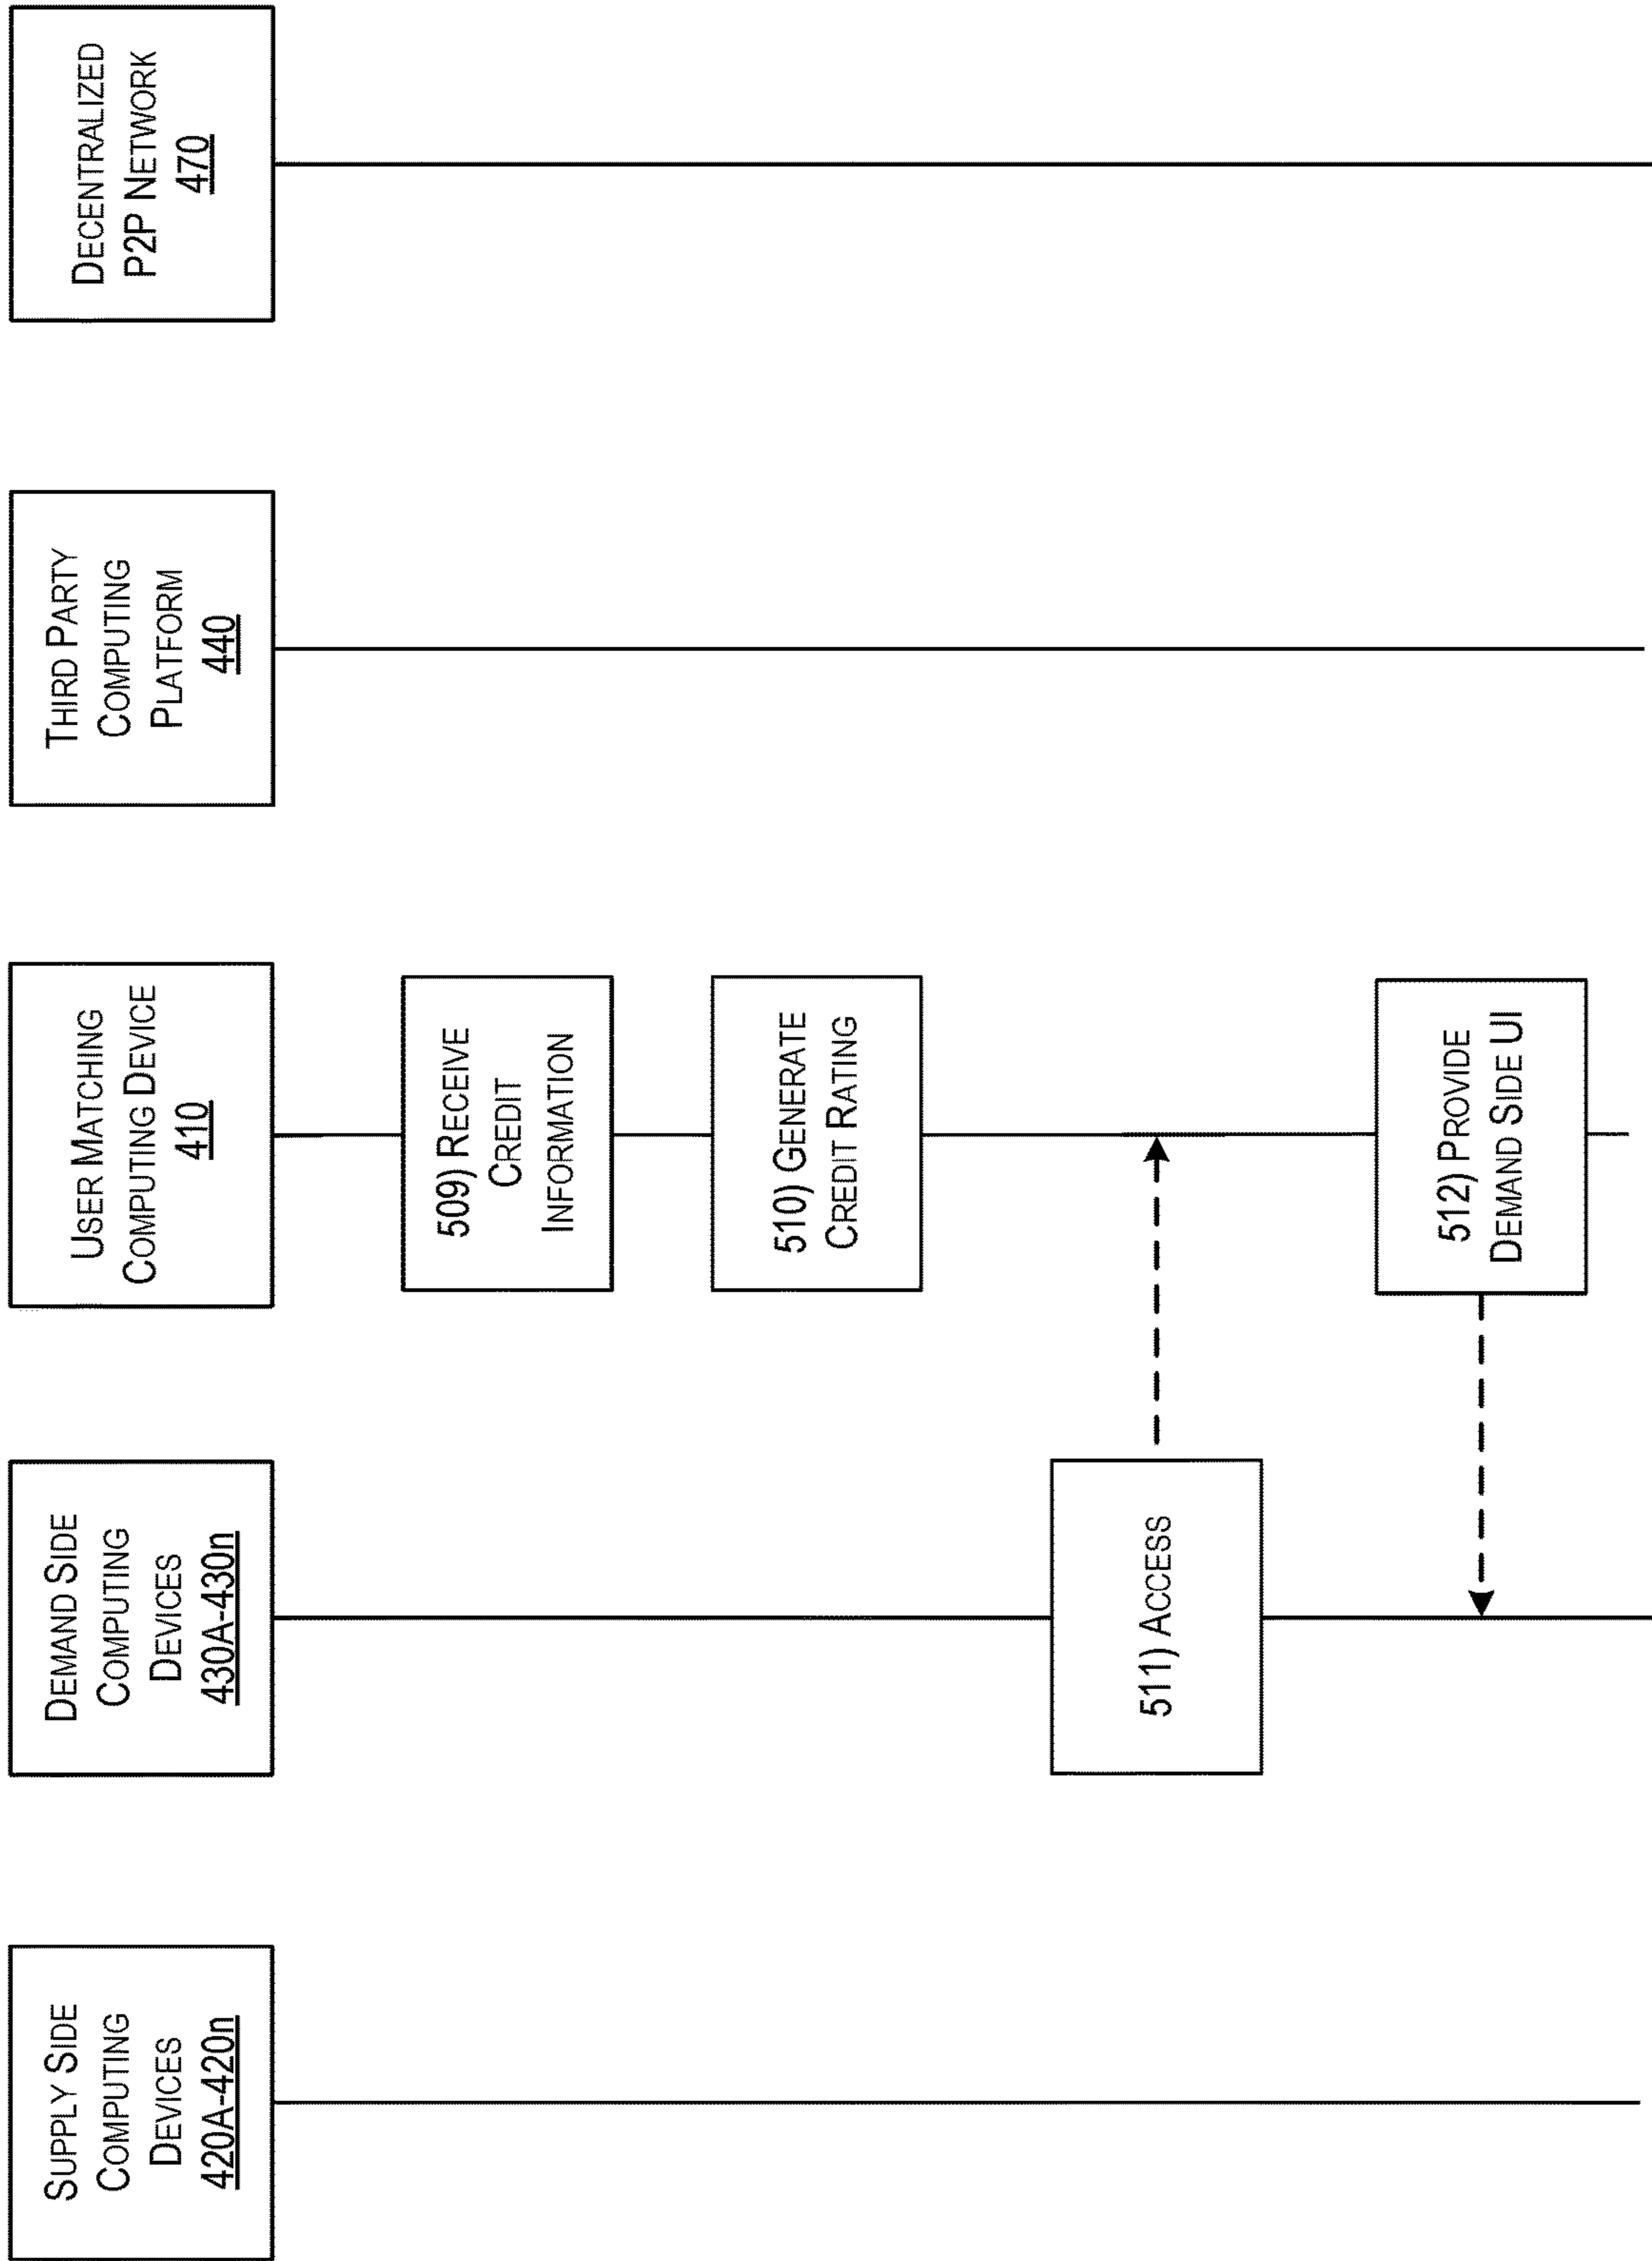 SUPPLY SIDE
COMPUTING
DEVICES
420A-420n
DEMAND SIDE
COMPUTING
DEVICES
430A-430n
USER MATCHING
COMPUTING DEVICE
410
THIRD PARTY
COMPUTING
PLATFORM
440
DECENTRALIZED
P2P NETWORK
470
509) RECEIVE
CREDIT
INFORMATION
510) GENERATE
CREDIT RATING
511) ACCESS
512) PROVIDE
DEMAND SIDE UI